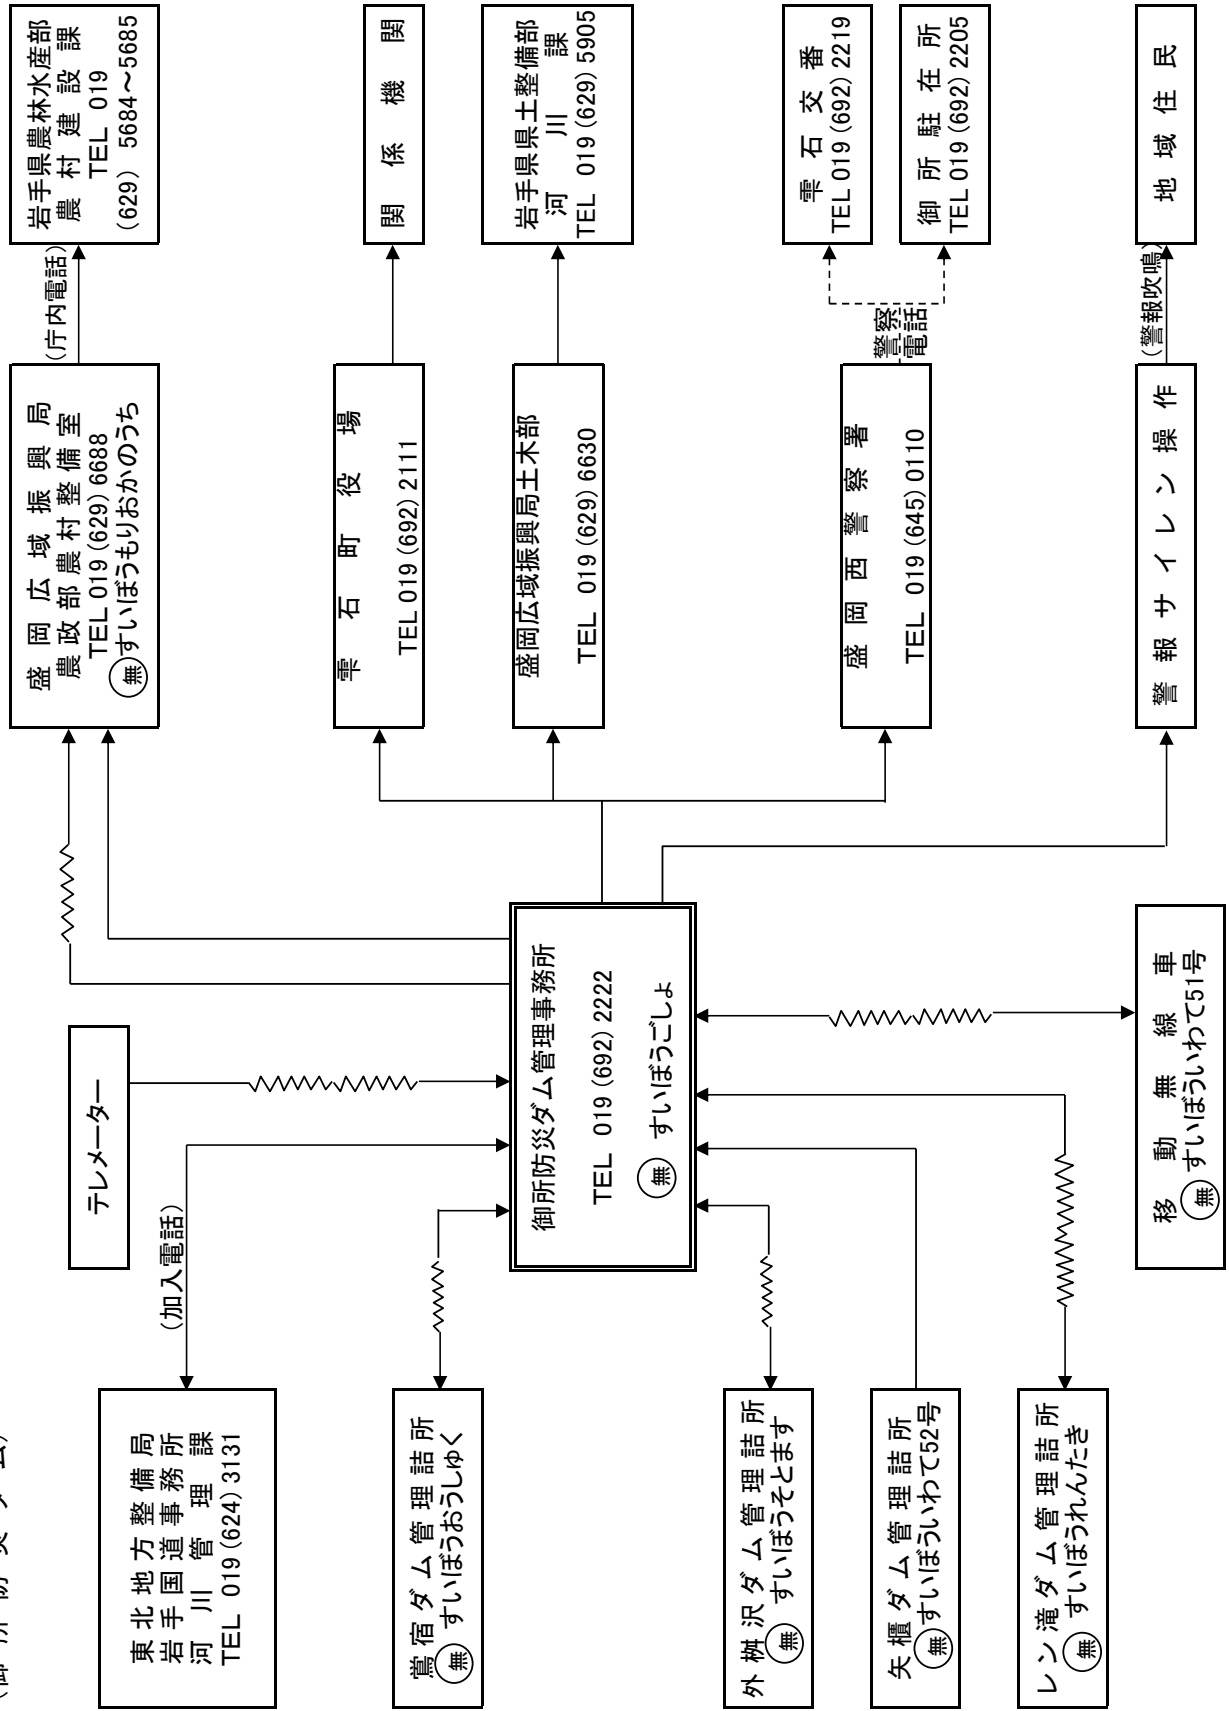 (御所防災ダム)
東北地方整備局
岩手国道事務所
河川管理課
TEL 019(624)3131
鶯宿ダム管理詰所
無 すいぼうおうしゅく
外桝沢ダム管理詰所
無 すいぼうそとます
矢櫃ダム管理詰所
無 すいぼういわて52号
レン滝ダム管理詰所
無 すいぼうれんたき
(加入電話)
テレメーター
御所防災ダム管理事務所
TEL 019(692)2222
無 すいぼうごしょ
移動無線車
無 すいぼういわて51号
盛岡広域振興局
農政部農村整備室
TEL 019(629)6688
無 すいぼうもりおかのうち
雫石町役場
TEL 019(692)2111
盛岡広域振興局土木部
TEL 019(629)6630
盛岡西警察署
TEL 019(645)0110
警報サイレン操作
(庁内電話)
警察
電話
(警報吹鳴)
岩手県農林水産部
農村建設課
TEL 019
(629) 5684～5685
関係機関
岩手県県土整備部
河川課
TEL 019(629)5905
雫石交番
TEL 019(692)2219
御所駐在所
TEL 019(692)2205
地域住民